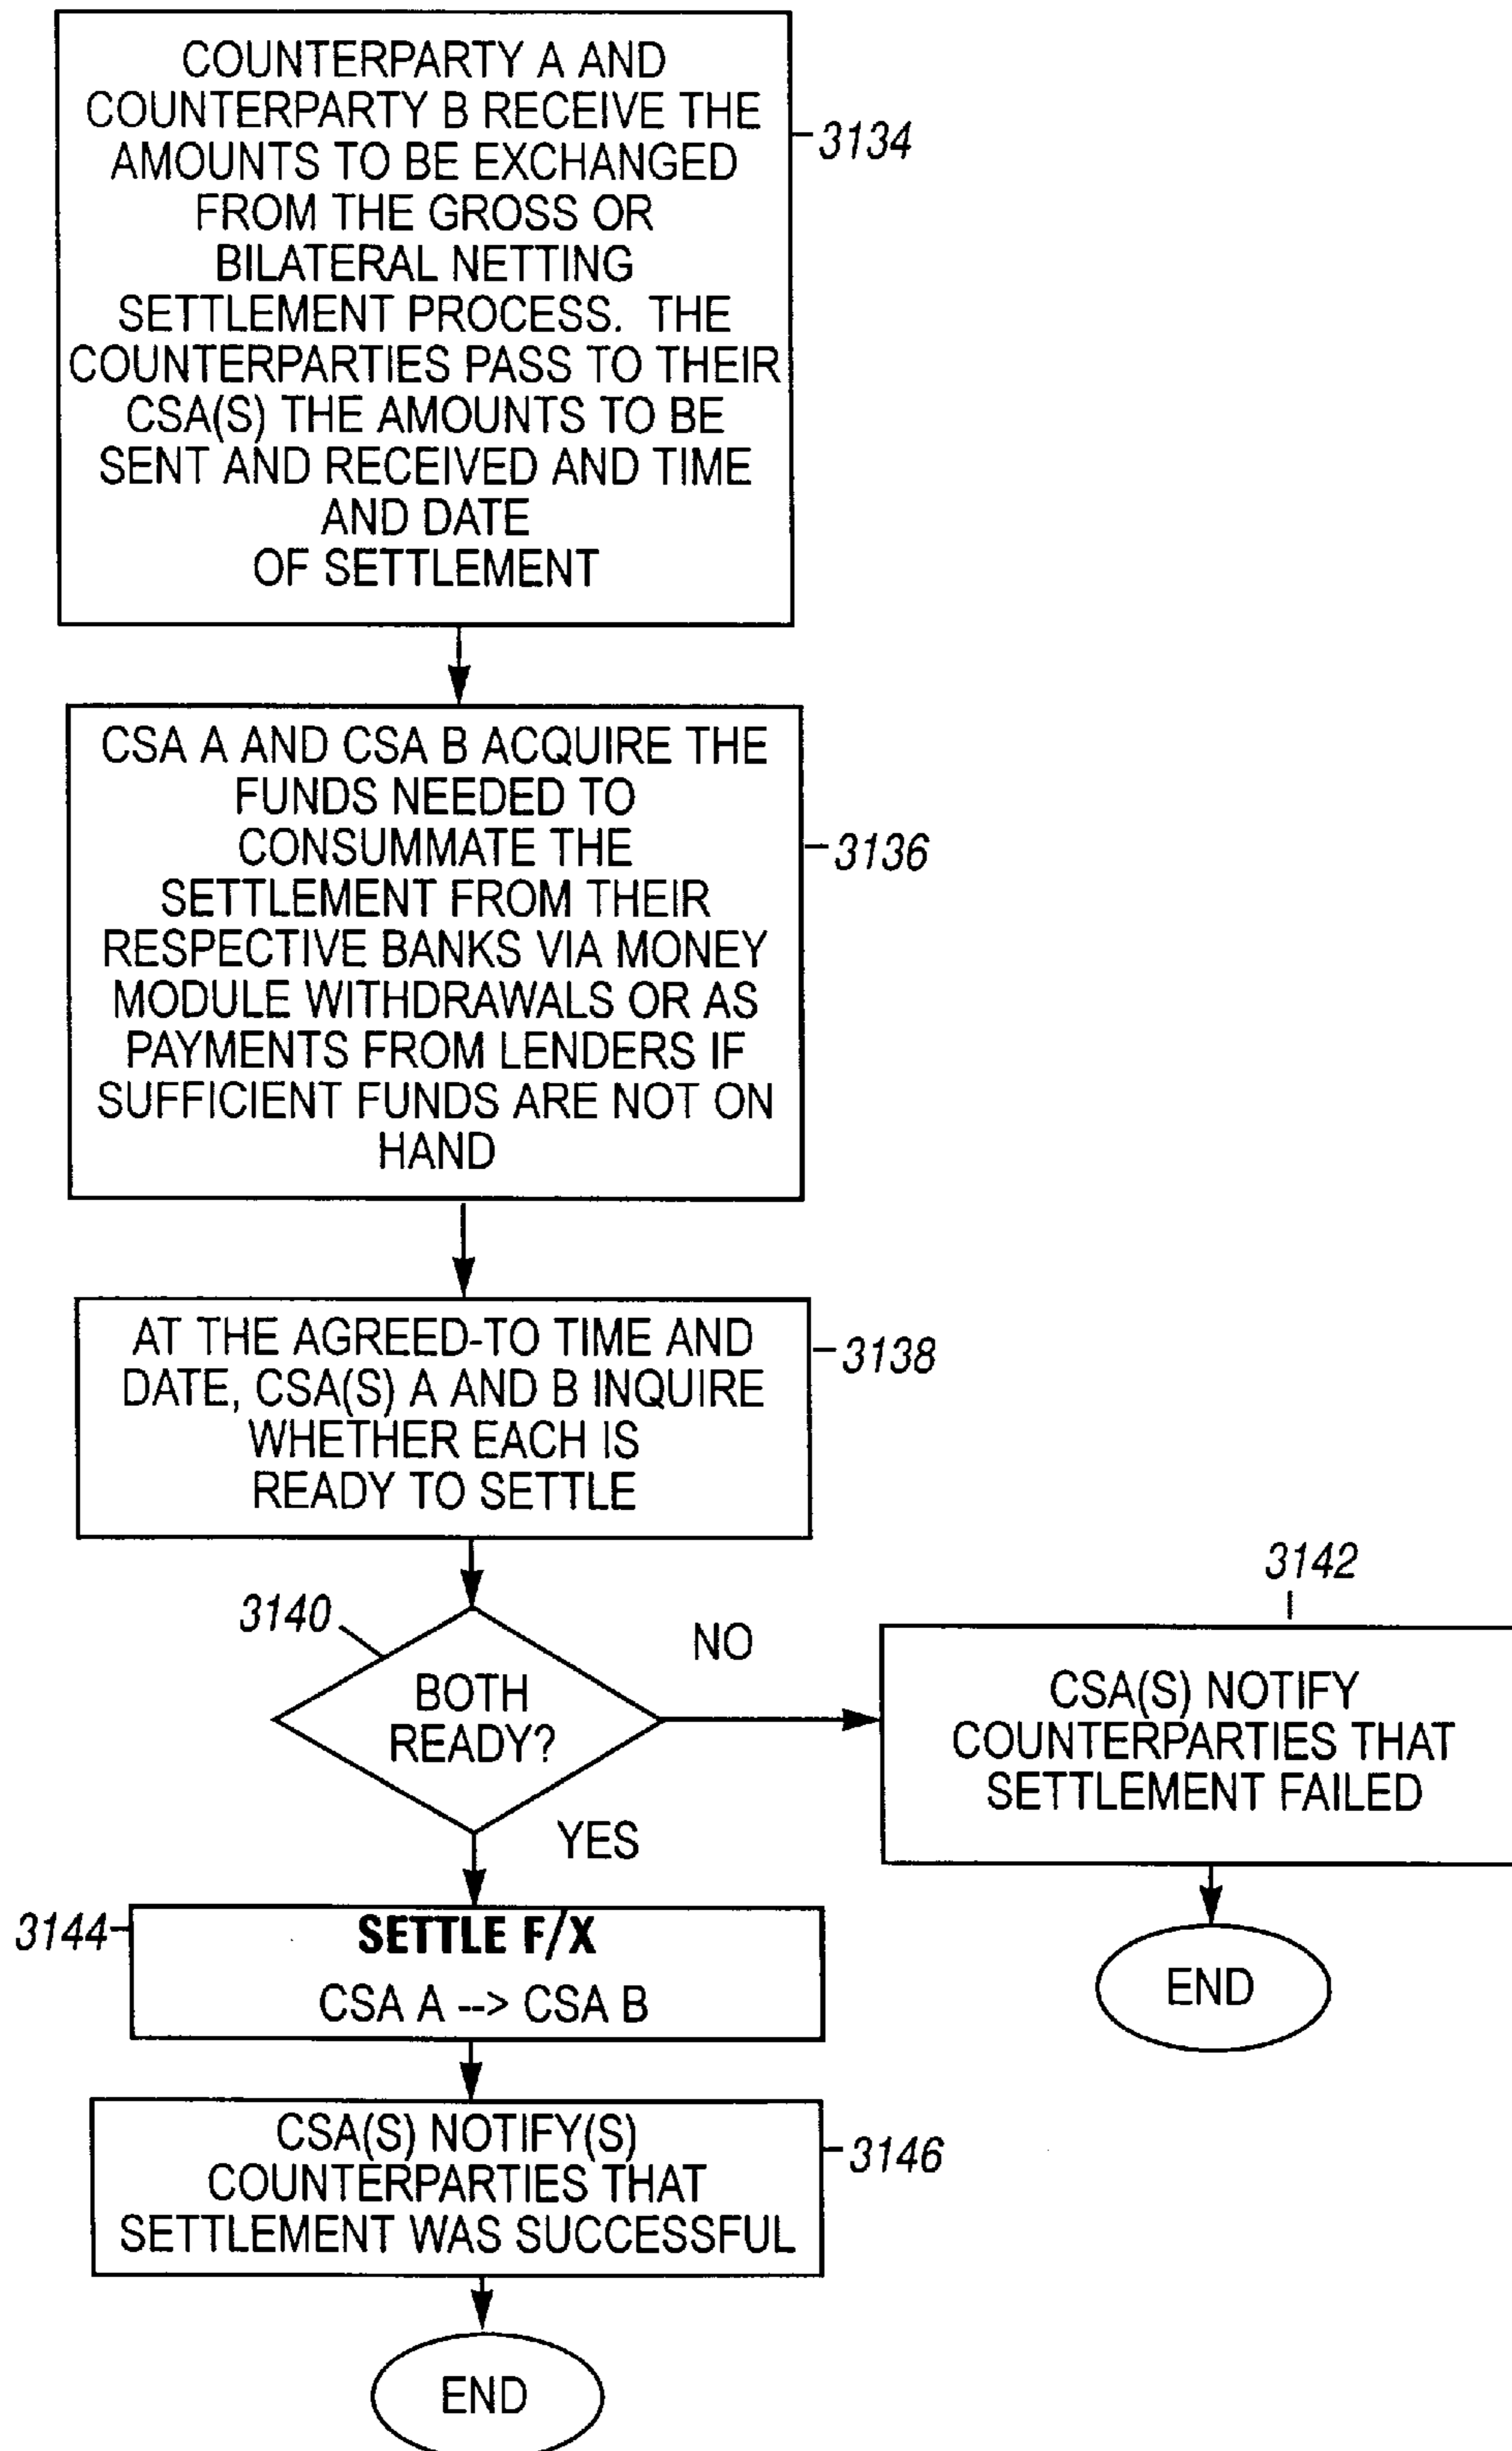 COUNTERPARTY A AND
COUNTERPARTY B RECEIVE THE
AMOUNTS TO BE EXCHANGED
FROM THE GROSS OR
BILATERAL NETTING
SETTLEMENT PROCESS. THE
COUNTERPARTIES PASS TO THEIR
CSA(S) THE AMOUNTS TO BE
SENT AND RECEIVED AND TIME
AND DATE
OF SETTLEMENT
3134
CSA A AND CSA B ACQUIRE THE
FUNDS NEEDED TO
CONSUMMATE THE
SETTLEMENT FROM THEIR
RESPECTIVE BANKS VIA MONEY
MODULE WITHDRAWALS OR AS
PAYMENTS FROM LENDERS IF
SUFFICIENT FUNDS ARE NOT ON
HAND
3136
AT THE AGREED-TO TIME AND
DATE, CSA(S) A AND B INQUIRE
WHETHER EACH IS
READY TO SETTLE
3138
3140
BOTH
READY?
NO
3142
CSA(S) NOTIFY
COUNTERPARTIES THAT
SETTLEMENT FAILED
END
YES
3144
SETTLE F/X
CSA A --> CSA B
CSA(S) NOTIFY(S)
COUNTERPARTIES THAT
SETTLEMENT WAS SUCCESSFUL
3146
END